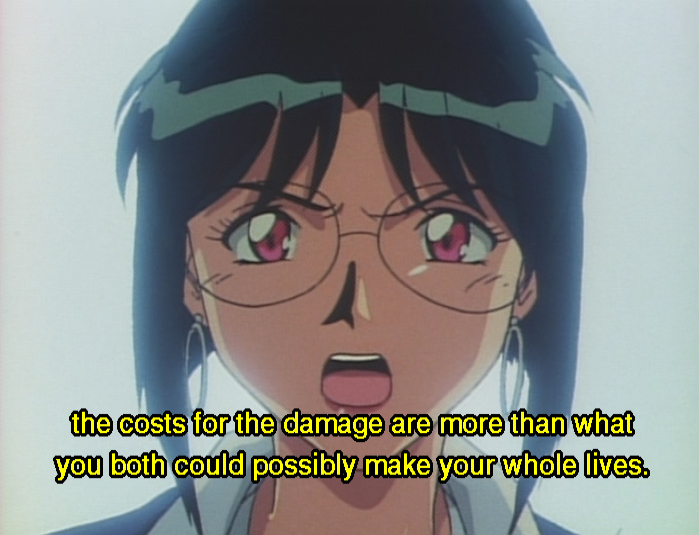 the costs for the damage are more than what
you both could possibly make your whole lives.